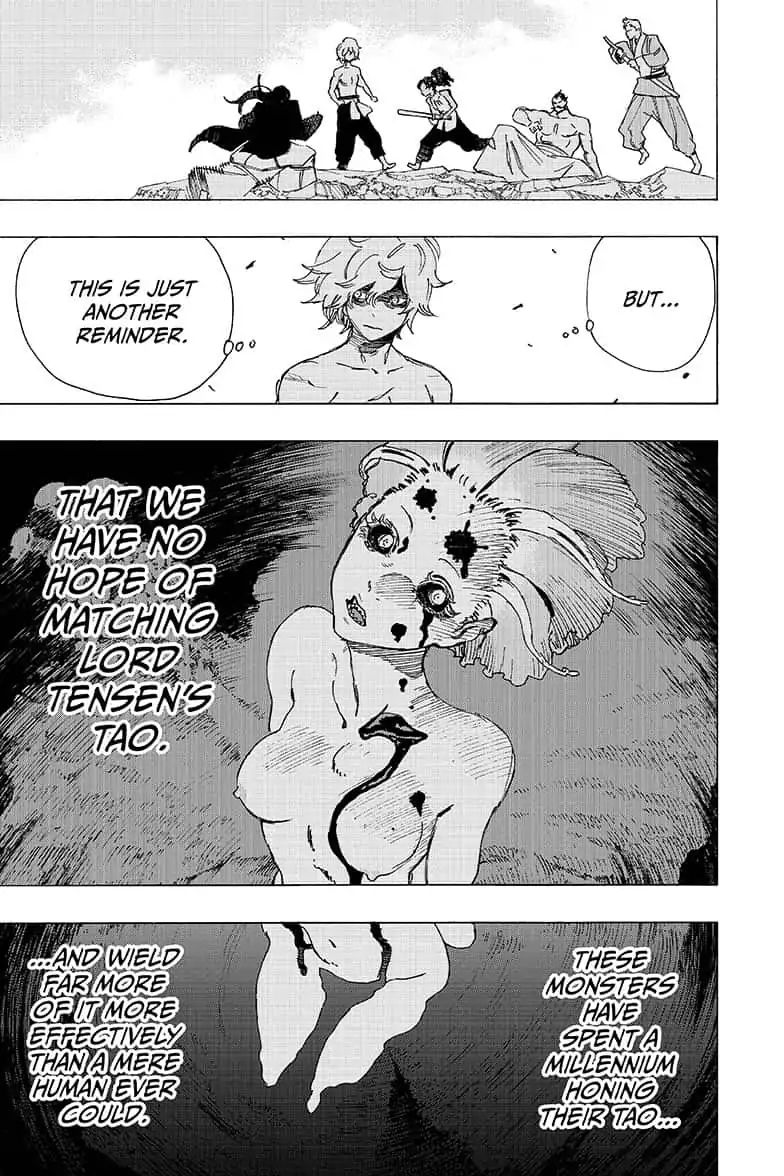 BUT...
THIS IS JUST
ANOTHER
REMINDER.
THAT WE
HAVE NO
HOPE OF
MATCHING
LORD
TENSEN'S
TAO.
THESE
MONSTERS
HAVE
SPENT A
MILLENNIUM
HONING
THEIR TAO...
...AND WIELD
FAR MORE
OF IT MORE
EFFECTIVELY
THAN A MERE
HUMAN EVER
COULD.